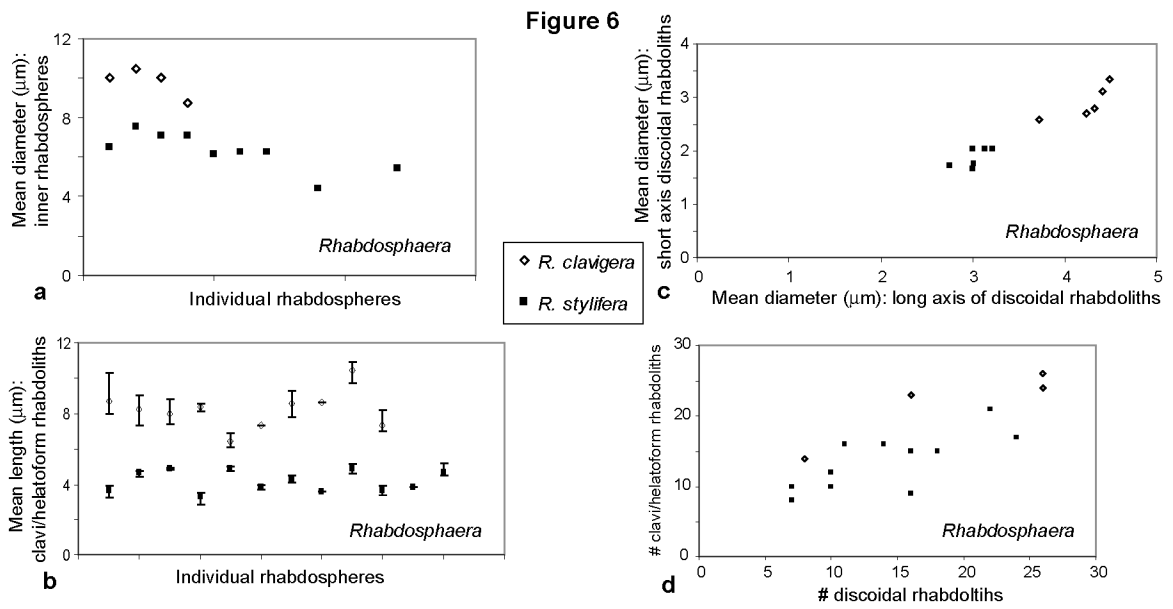 Figure 6
12
8
4
0
Mean diameter (μm):
inner rhabdospheres
Rhabdosphaera
a
Individual rhabdospheres
4
3
2
1
0
Mean diameter (μm):
short axis discoidal rhabdoliths
Rhabdosphaera
0
1
2
3
4
5
c
Mean diameter (μm): long axis of discoidal rhabdoliths
R. clavigera
R. stylifera
12
8
4
0
Mean length (μm):
clavi/helatoform rhabdoliths
Rhabdosphaera
b
Individual rhabdospheres
30
20
10
0
# clavi/helatoform rhabdoliths
Rhabdosphaera
0
5
10
15
20
25
30
d
# discoidal rhabdoltihs